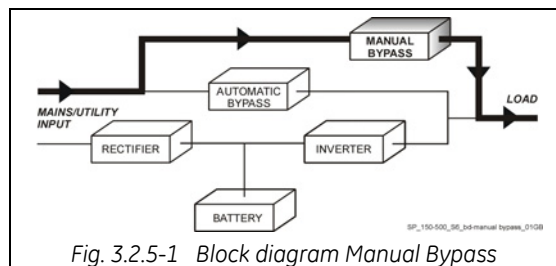 MANUAL
BYPASS
AUTOMATIC
BYPASS
MAINS/UTILITY
INPUT
LOAD
RECTIFIER
INVERTER
BATTERY
SP_150-500_S6_bd-manual bypass_01GB
Fig. 3.2.5-1 Block diagram Manual Bypass